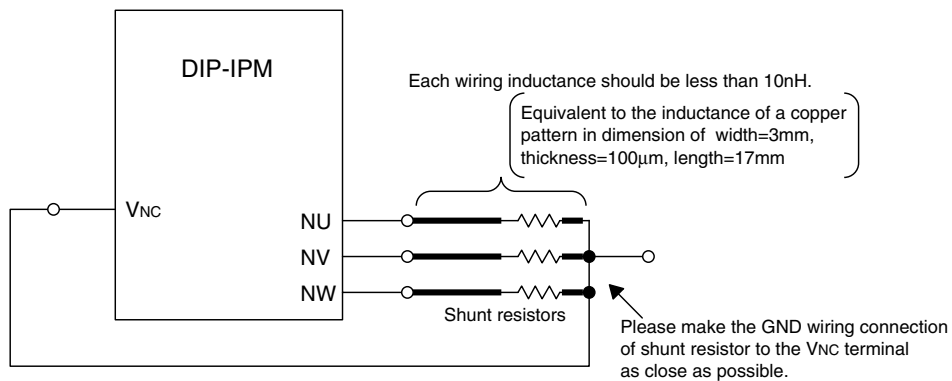 DIP-IPM
Each wiring inductance should be less than 10nH.
Equivalent to the inductance of a copper
pattern in dimension of width=3mm,
thickness=100μm, length=17mm
VNC
NU
NV
NW
Shunt resistors
Please make the GND wiring connection
of shunt resistor to the VNC terminal
as close as possible.